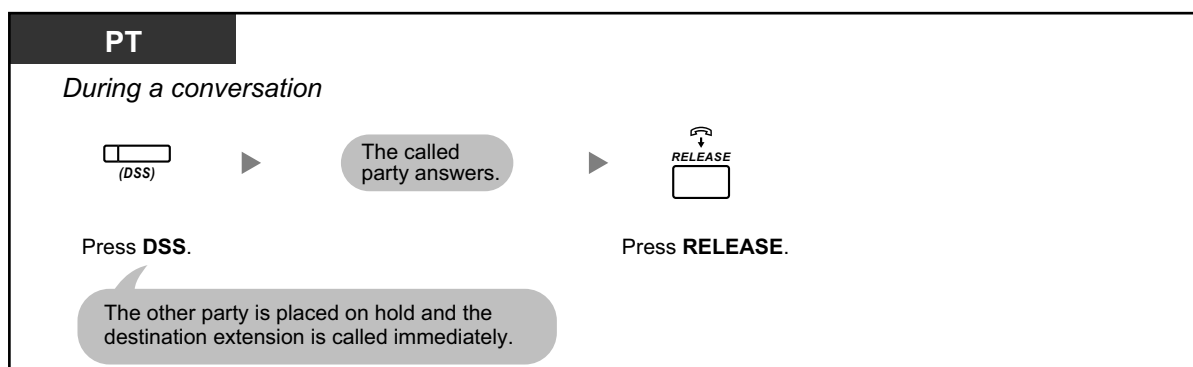 PT
During a conversation
(DSS)
The called
party answers.
RELEASE
Press DSS.
Press RELEASE.
The other party is placed on hold and the
destination extension is called immediately.